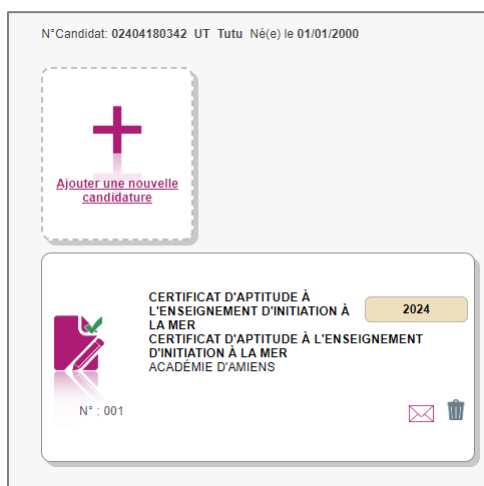 N°Candidat: 02404180342 UT Tutu Né(e) le 01/01/2000
Ajouter une nouvelle
candidature
CERTIFICAT D'APTITUDE À
L'ENSEIGNEMENT D'INITIATION À
LA MER
2024
CERTIFICAT D'APTITUDE À L'ENSEIGNEMENT
D'INITIATION À LA MER
ACADÉMIE D'AMIENS
N° : 001